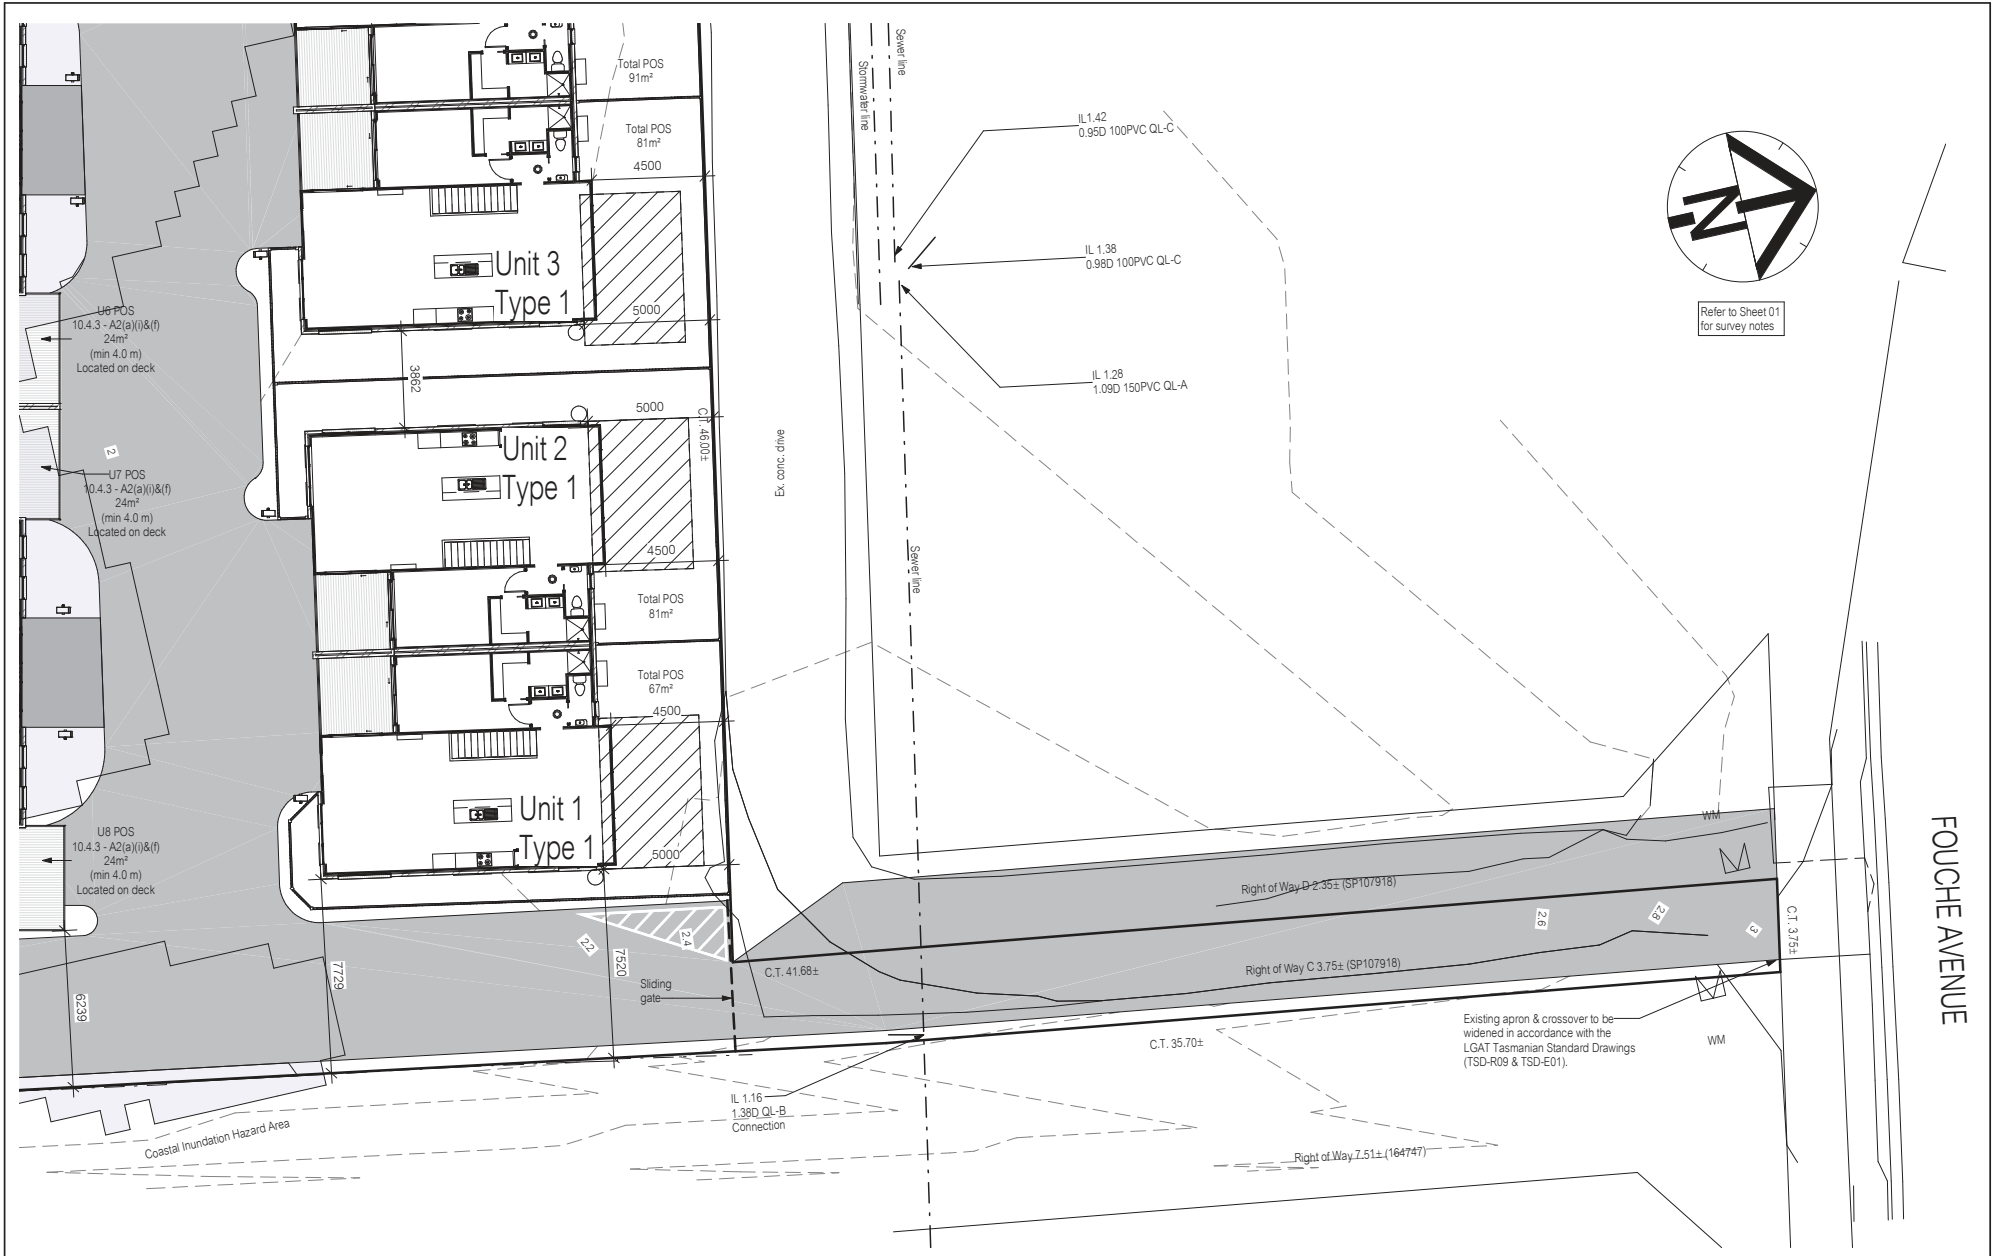 Total POS
91m²
Total POS
81m²
4500
Unit 3
Type 1
5000
3862
5000
Unit 2
Type 1
4500
Total POS
81m²
Total POS
67m²
4500
Unit 1
Type 1
5000
U6 POS
10.4.3 - A2(a)(i)&(f)
24m²
(min 4.0 m)
Located on deck
2
U7 POS
10.4.3 - A2(a)(i)&(f)
24m²
(min 4.0 m)
Located on deck
U8 POS
10.4.3 - A2(a)(i)&(f)
24m²
(min 4.0 m)
Located on deck
C.T. 46.00±
Ex. conc. drive
Stormwater line
Sewer line
Sewer line
IL1.42
0.95D 100PVC QL-C
IL 1.38
0.98D 100PVC QL-C
IL 1.28
1.09D 150PVC QL-A
N
Refer to Sheet 01
for survey notes
WM
Right of Way D 2.35± (SP107918)
2.6
2.8
3
C.T. 3.75±
FOUCHE AVENUE
2.2
2.4
7520
7729
6239
Sliding
gate
C.T. 41.68±
Right of Way C 3.75± (SP107918)
Existing apron & crossover to be
widened in accordance with the
LGAT Tasmanian Standard Drawings
(TSD-R09 & TSD-E01).
WM
C.T. 35.70±
IL 1.16
1.38D QL-B
Connection
Coastal Inundation Hazard Area
Right of Way 7.51± (164747)